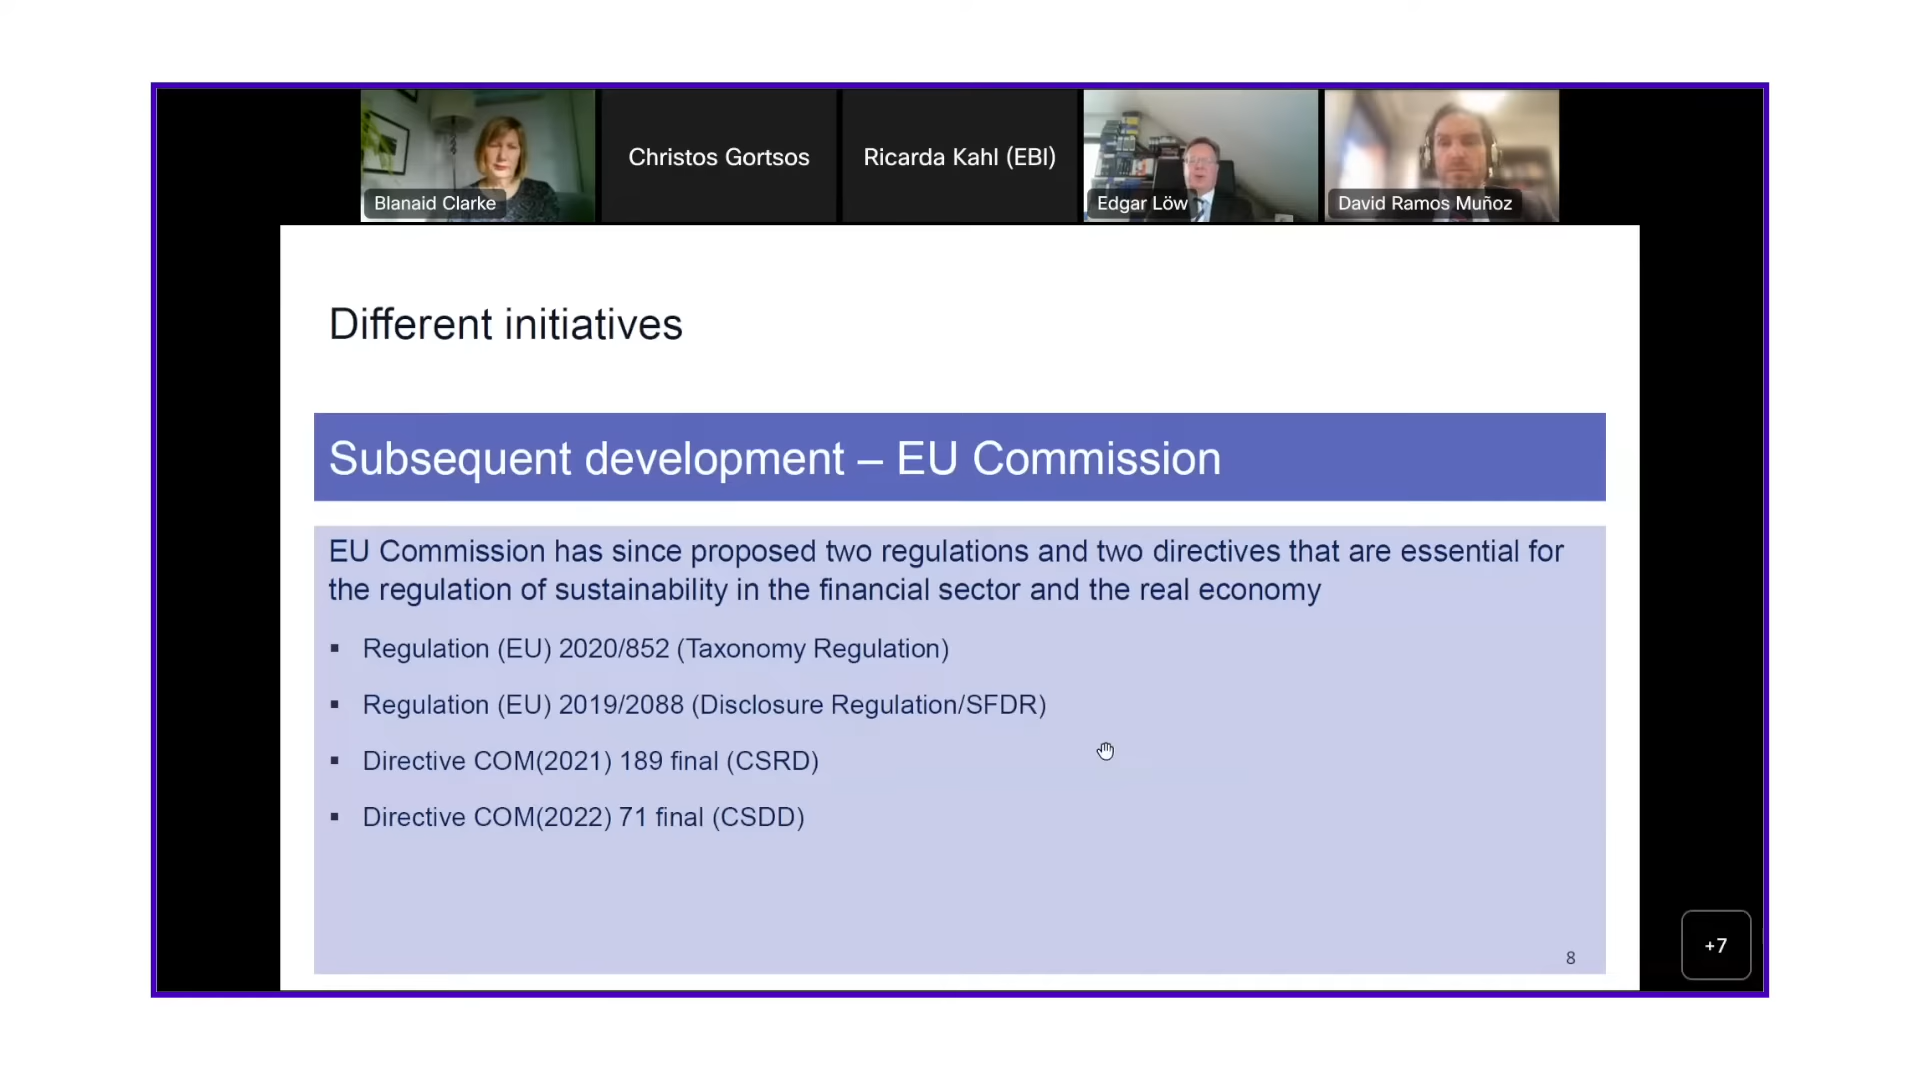 Christos Gortsos
Ricarda Kahl (EBI)
Blanaid Clarke
Edgar Löw
David Ramos Muñoz
Different initiatives
Subsequent development – EU Commission
EU Commission has since proposed two regulations and two directives that are essential for
the regulation of sustainability in the financial sector and the real economy
▪ Regulation (EU) 2020/852 (Taxonomy Regulation)
▪ Regulation (EU) 2019/2088 (Disclosure Regulation/SFDR)
▪ Directive COM(2021) 189 final (CSRD)
▪ Directive COM(2022) 71 final (CSDD)
+7
8